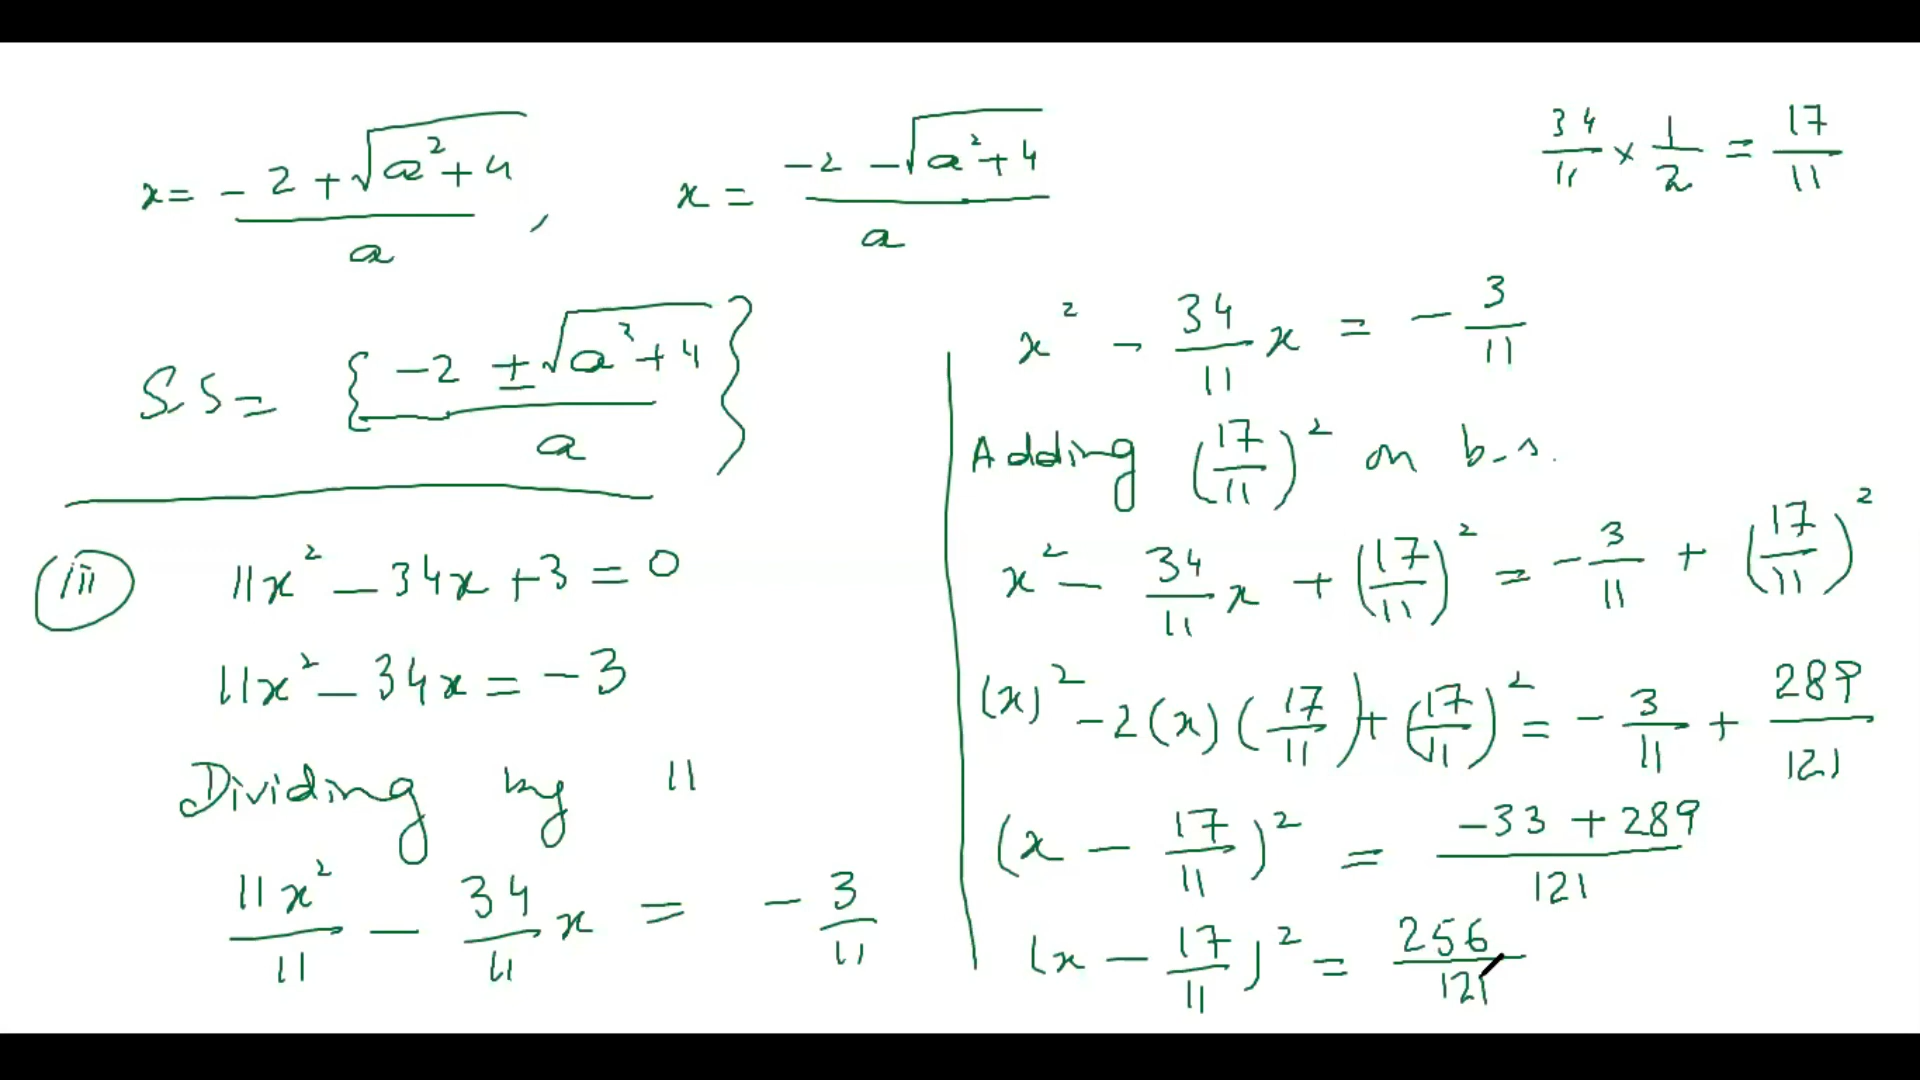 x = (-2 + √(a² + 4))/a , x = (-2 - √(a² + 4))/a
S.S = {(-2 ± √(a² + 4))/a}
(iii) 11x² - 34x + 3 = 0
11x² - 34x = -3
Dividing by 11
11x²/11 - 34/11 x = - 3/11
34/11 × 1/2 = 17/11
x² - 34/11 x = - 3/11
Adding (17/11)² on b.s.
x² - 34/11 x + (17/11)² = - 3/11 + (17/11)²
(x)² - 2(x)(17/11) + (17/11)² = - 3/11 + 289/121
(x - 17/11)² = (-33 + 289)/121
(x - 17/11)² = 256/121